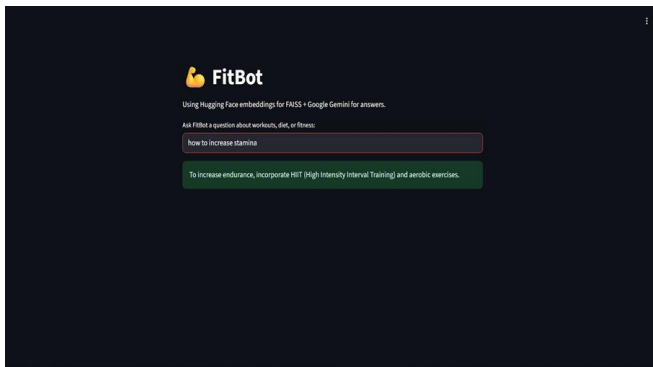 💪 FitBot
Using Hugging Face embeddings for FAISS + Google Gemini for answers.
Ask FitBot a question about workouts, diet, or fitness:
how to increase stamina
To increase endurance, incorporate HIIT (High Intensity Interval Training) and aerobic exercises.